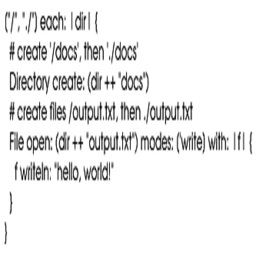 ("/", "./") each: |dir| {
# create '/docs', then './docs'
Directory create: (dir ++ "docs")
# create files /output.txt, then ./output.txt
File open: (dir ++ "output.txt") modes: ('write) with: |f| {
f writeln: "hello, world!"
}
}